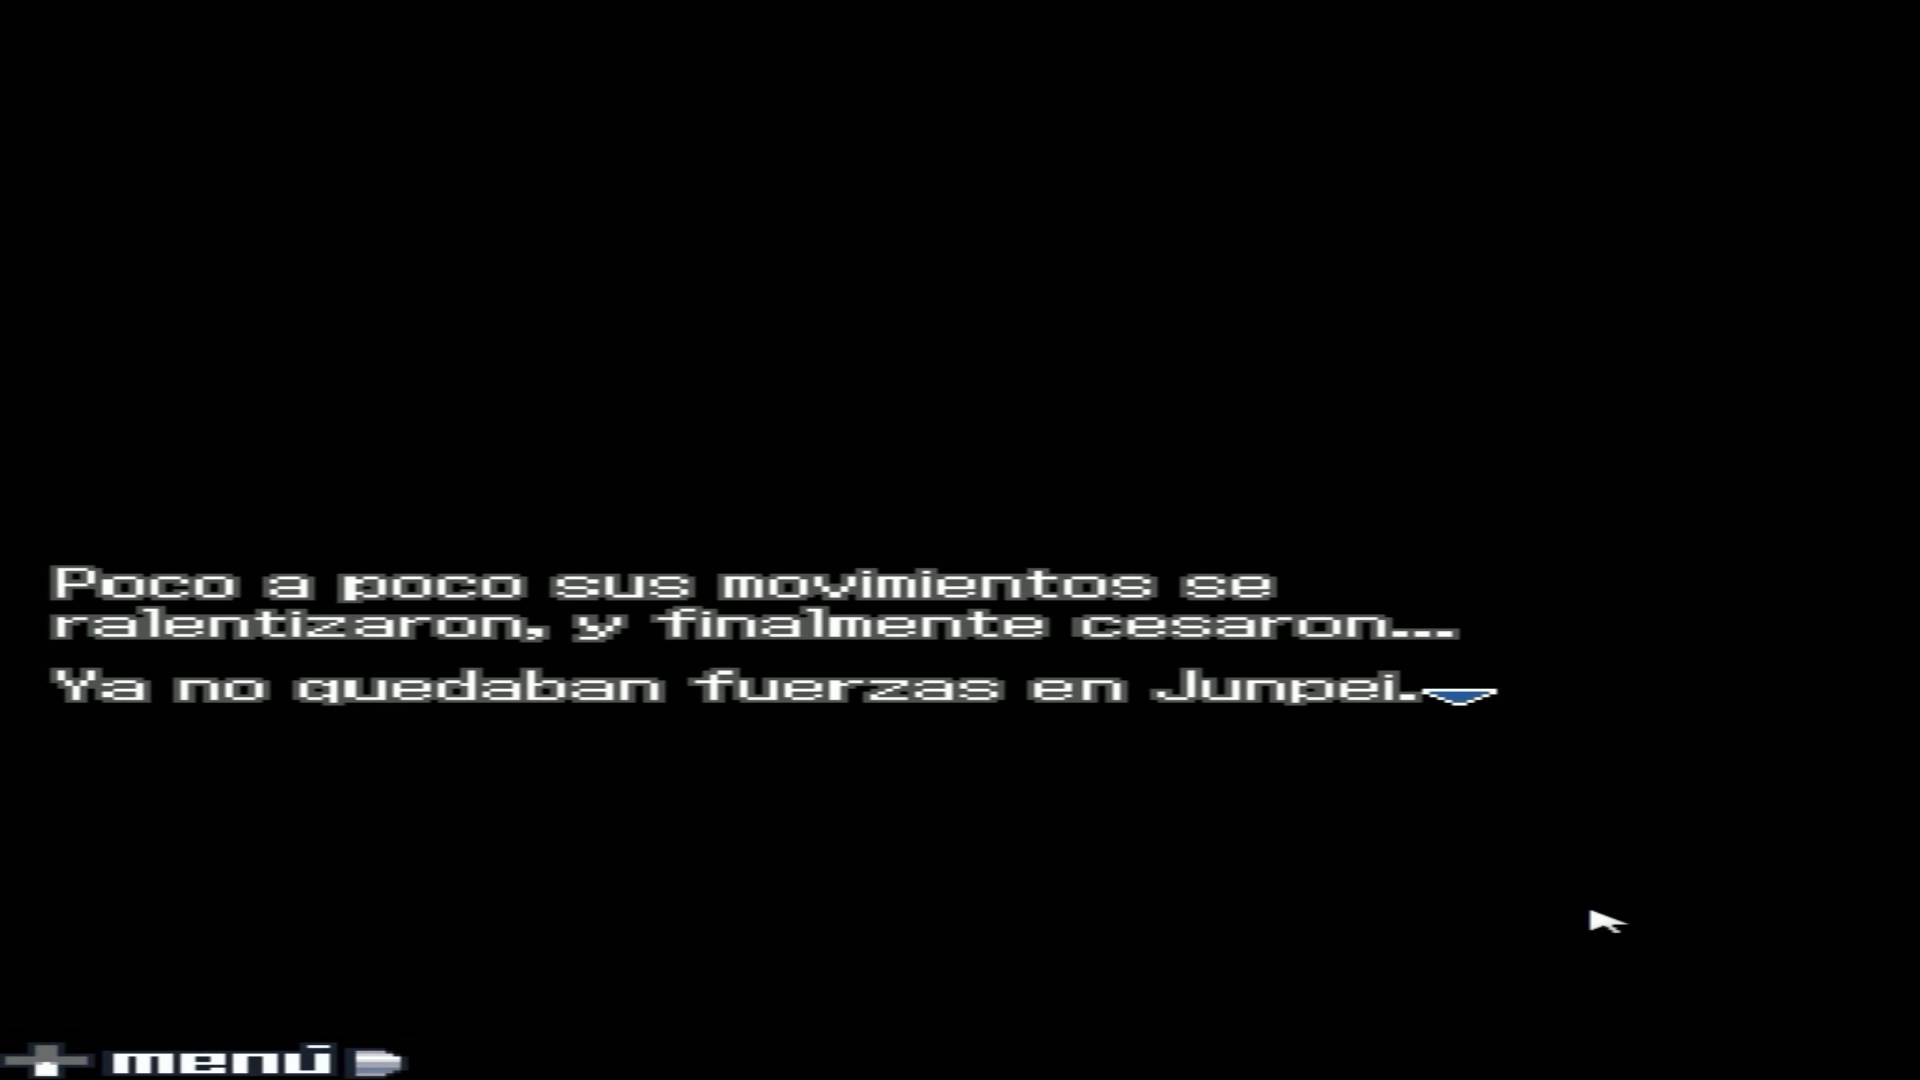 Poco a poco sus movimientos se
ralentizaron, y finalmente cesaron...
Ya no quedaban fuerzas en Junpei.
menú